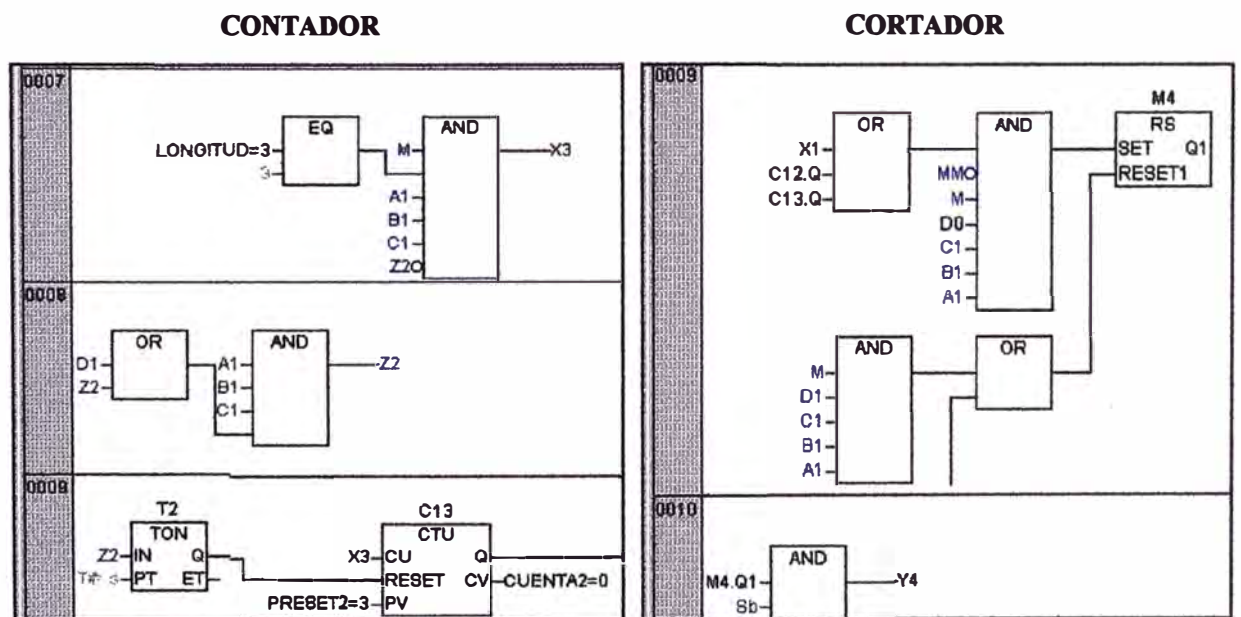 CONTADOR
0007
EQ
AND
LONGITUD=3
3
M
X3
A1
B1
C1
Z2
0008
OR
AND
D1
Z2
A1
B1
C1
Z2
0009
T2
TON
Z2
IN
Q
PT
ET
C13
CTU
X3
CU
Q
RESET
CV
CUENTA2=0
PRESET2=3
PV
CORTADOR
0009
OR
AND
M4
RS
X1
C12.Q
C13.Q
MM
M
D0
C1
B1
A1
SET
Q1
RESET1
AND
OR
M
D1
C1
B1
A1
0010
AND
M4.Q1
Sb
Y4